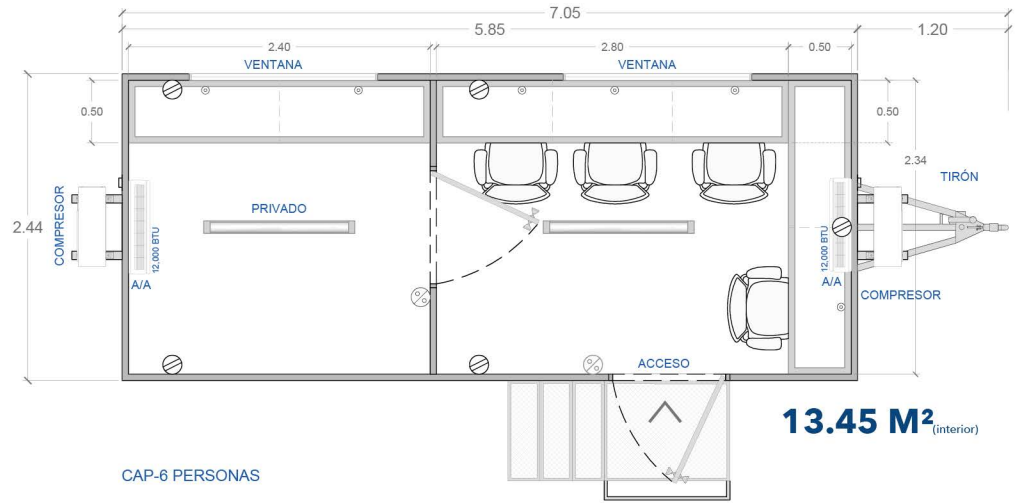 7.05
5.85
1.20
2.40
2.80
0.50
VENTANA
VENTANA
0.50
0.50
2.34
TIRÓN
COMPRESOR
PRIVADO
2.44
12,000 BTU
12,000 BTU
A/A
A/A
COMPRESOR
ACCESO
13.45 M²(interior)
CAP-6 PERSONAS